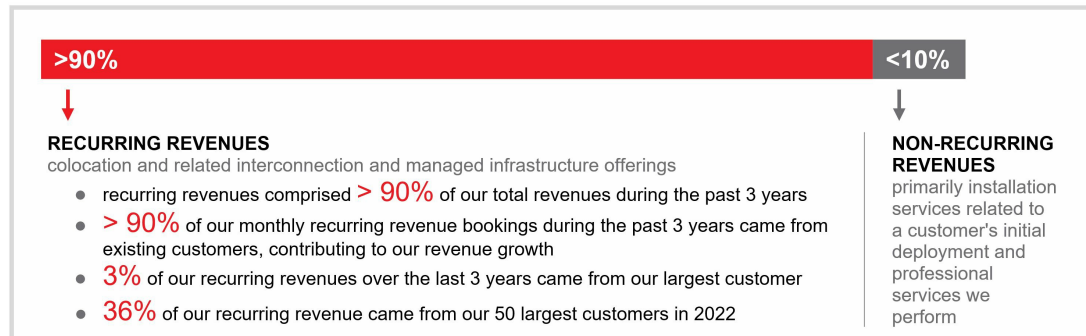 >90%
<10%
RECURRING REVENUES
colocation and related interconnection and managed infrastructure offerings
● recurring revenues comprised > 90% of our total revenues during the past 3 years
● > 90% of our monthly recurring revenue bookings during the past 3 years came from
existing customers, contributing to our revenue growth
● 3% of our recurring revenues over the last 3 years came from our largest customer
● 36% of our recurring revenue came from our 50 largest customers in 2022
NON-RECURRING
REVENUES
primarily installation
services related to
a customer's initial
deployment and
professional
services we
perform